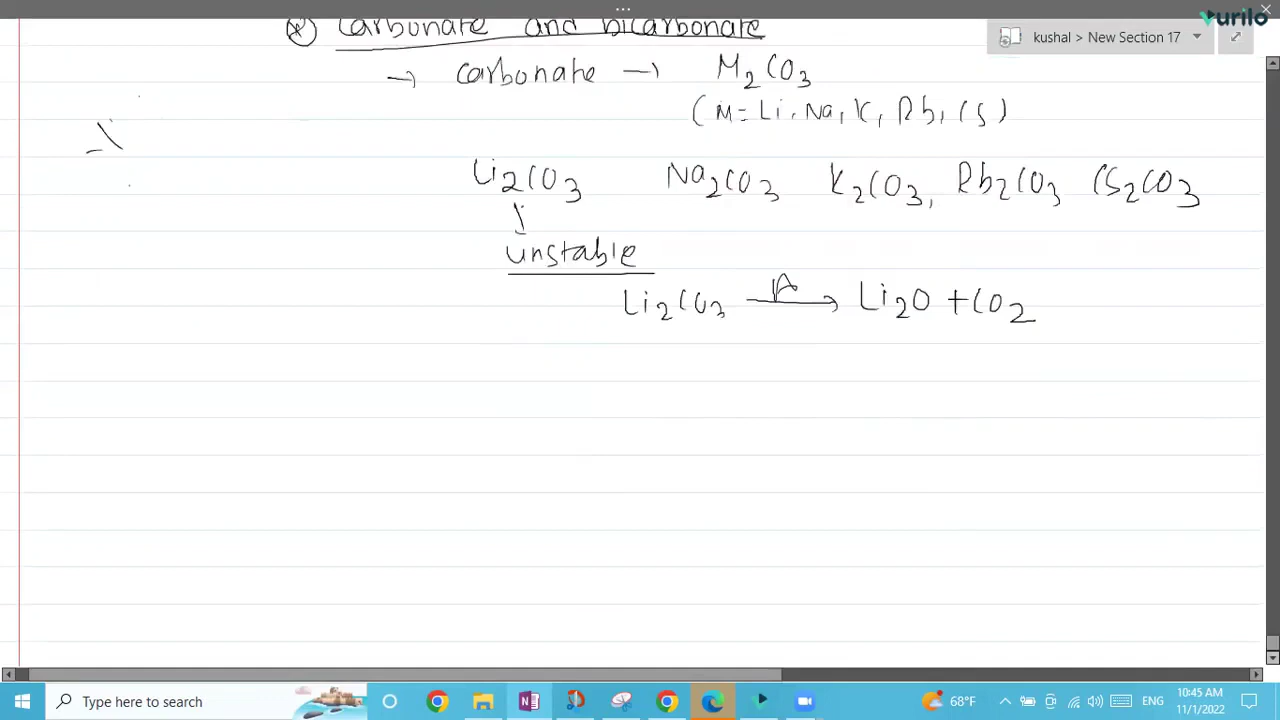 ...
Yurilo
kushal > New Section 17
Carbonate and bicarbonate
→ carbonate → M2CO3
(M = Li, Na, K, Rb, Cs)
Li2CO3 Na2CO3 K2CO3, Rb2CO3 Cs2CO3
unstable
Li2CO3 Δ→ Li2O + CO2
Type here to search
68°F
ENG
10:45 AM
11/1/2022